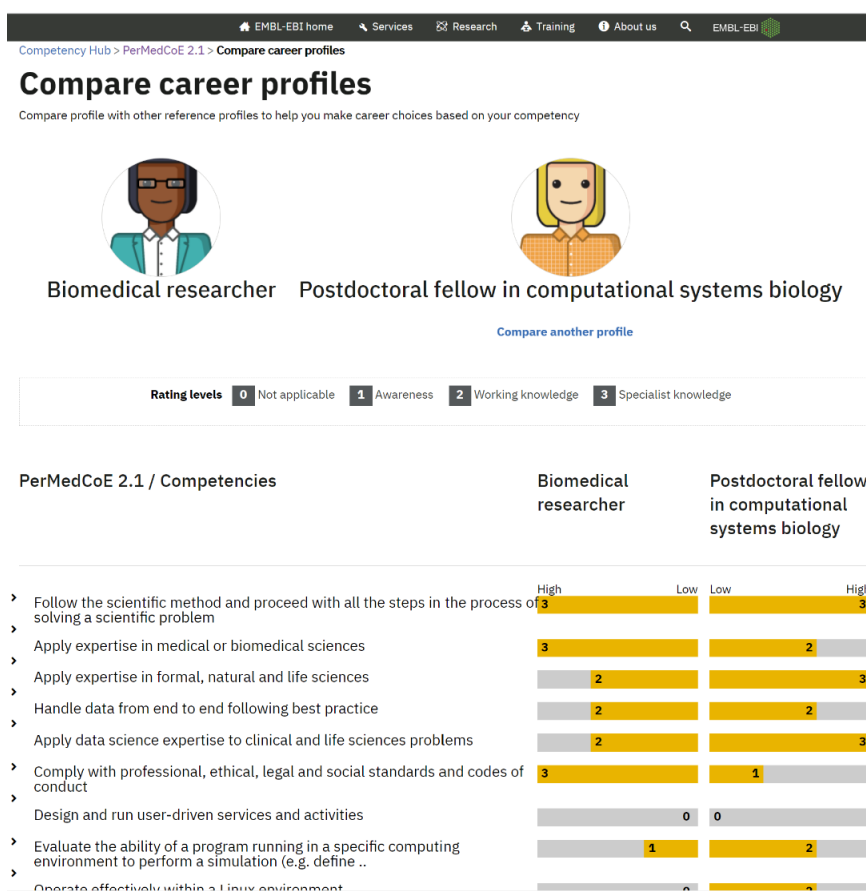 EMBL-EBI home Services Research Training About us EMBL-EBI
Competency Hub > PerMedCoE 2.1 > Compare career profiles
Compare career profiles
Compare profile with other reference profiles to help you make career choices based on your competency
Biomedical researcher Postdoctoral fellow in computational systems biology
Compare another profile
Rating levels 0 Not applicable 1 Awareness 2 Working knowledge 3 Specialist knowledge
PerMedCoE 2.1 / Competencies
Biomedical
researcher
Postdoctoral fellow
in computational
systems biology
High Low Low High
Follow the scientific method and proceed with all the steps in the process of 3 3
solving a scientific problem
Apply expertise in medical or biomedical sciences 3 2
Apply expertise in formal, natural and life sciences 2 3
Handle data from end to end following best practice 2 2
Apply data science expertise to clinical and life sciences problems 2 3
Comply with professional, ethical, legal and social standards and codes of 3 1
conduct
Design and run user-driven services and activities 0 0
Evaluate the ability of a program running in a specific computing 1 2
environment to perform a simulation (e.g. define ..
Operate effectively within a Linux environment 0 2